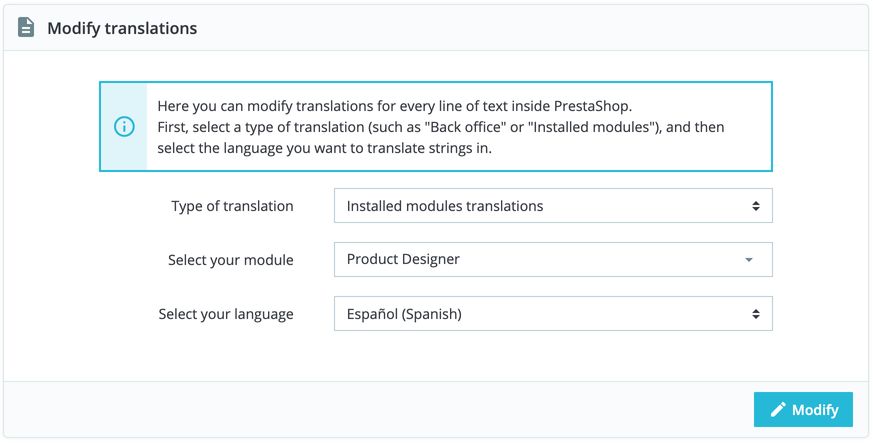 Modify translations
Here you can modify translations for every line of text inside PrestaShop.
First, select a type of translation (such as "Back office" or "Installed modules"), and then
select the language you want to translate strings in.
Type of translation
Installed modules translations
Select your module
Product Designer
Select your language
Español (Spanish)
Modify